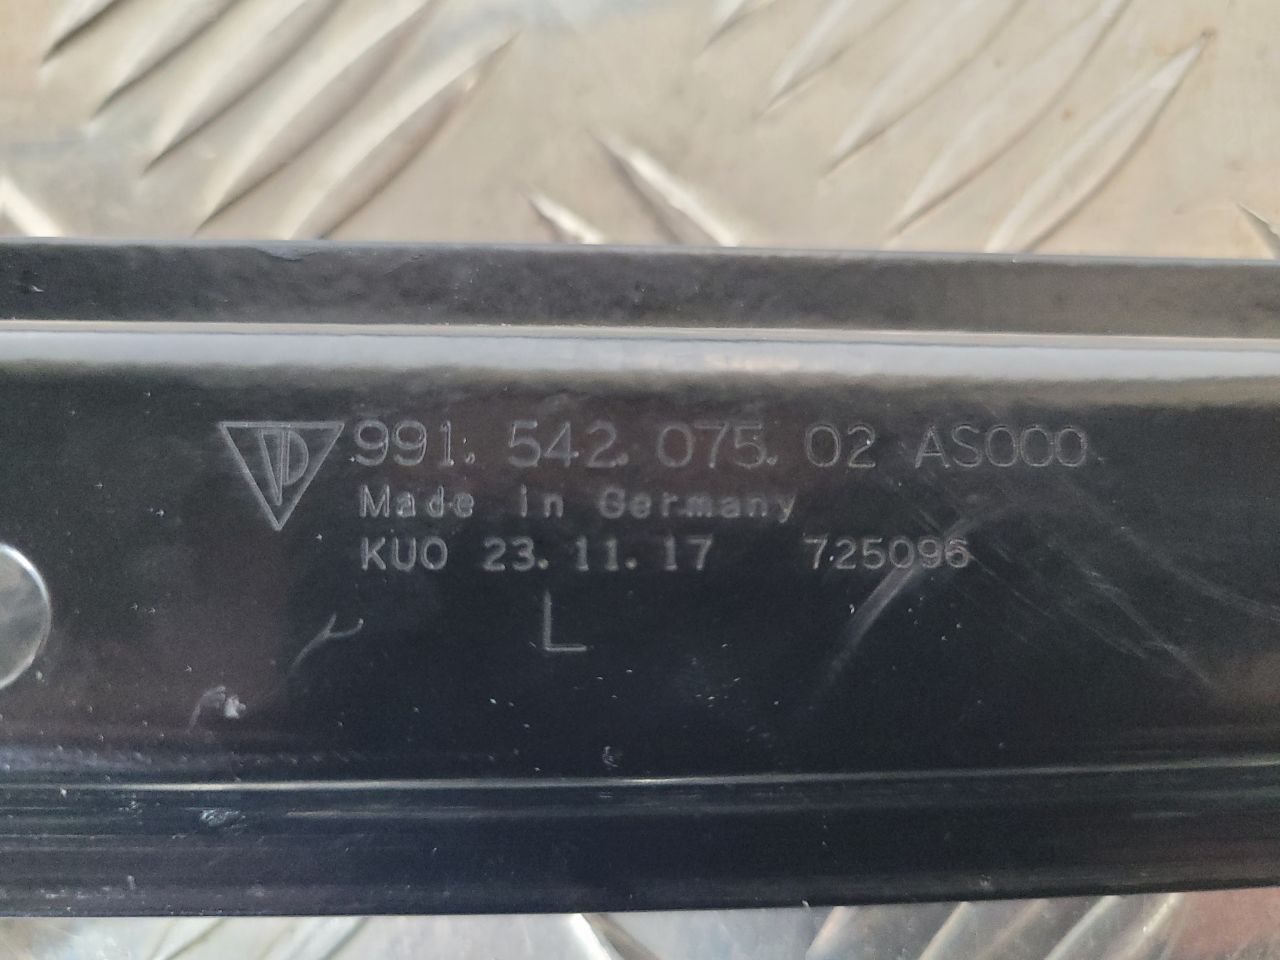 991. 542. 075. 02 AS000
Made in Germany
KUO 23. 11. 17 725096
L